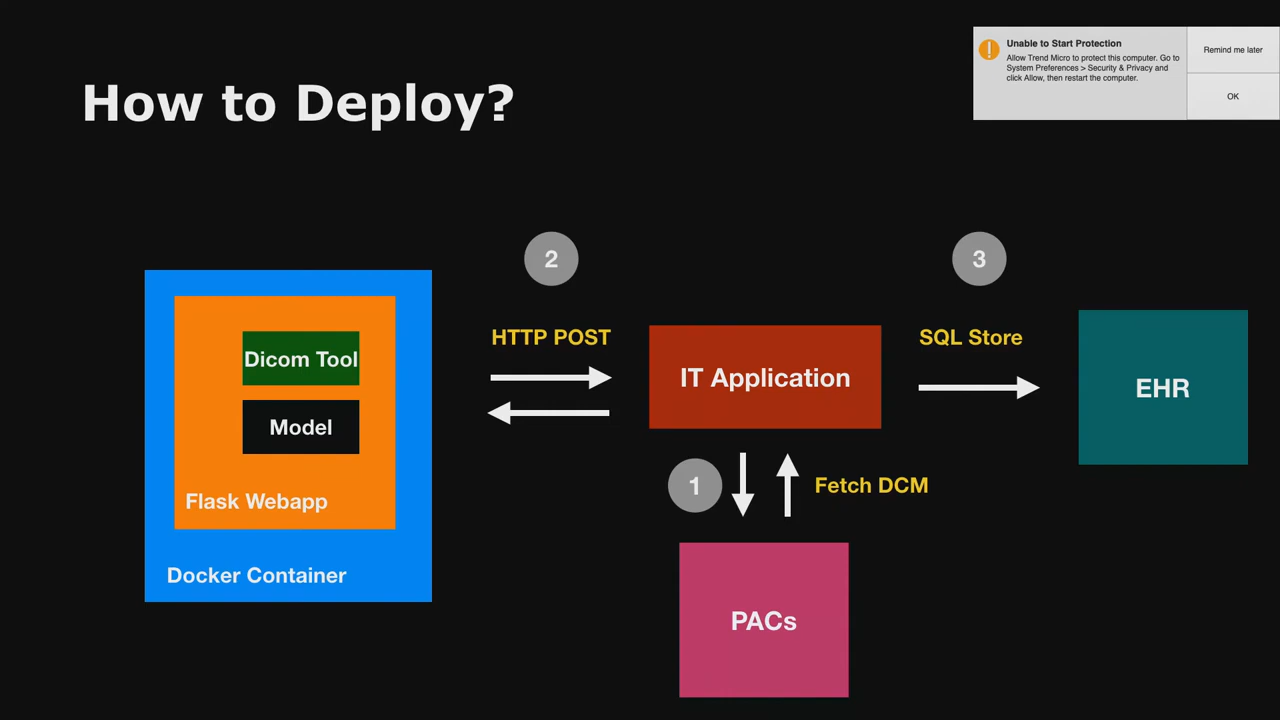 Unable to Start Protection
Allow Trend Micro to protect this computer. Go to
System Preferences > Security & Privacy and
click Allow, then restart the computer.
Remind me later
OK
How to Deploy?
2
3
HTTP POST
SQL Store
Dicom Tool
Model
Flask Webapp
Docker Container
IT Application
EHR
1
Fetch DCM
PACs